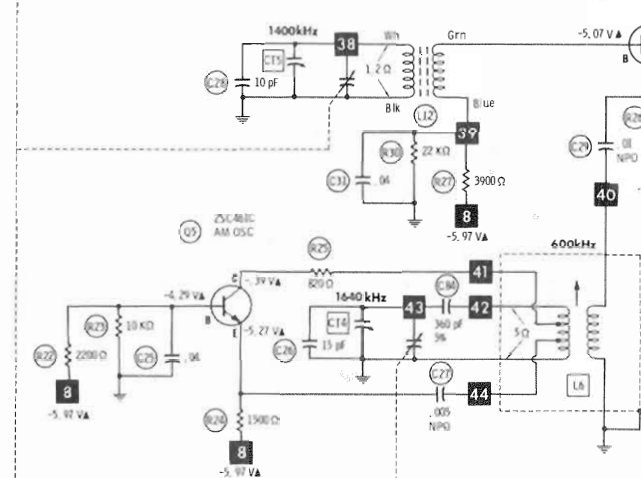 1400kHz
38
Wh
Grn
-5, 07 V▲
B
CT5
C28
10 pF
1, 2 Ω
Blk
L12
Blue
39
R30
22 KΩ
C31
.04
R27
3900 Ω
8
-5, 97 V▲
C29
.01
NPO
40
2SC461C
AM OSC
Q5
R25
820 Ω
41
600kHz
C
-, 39 V▲
-4, 29 V▲
B
E
-5, 27 V▲
1640 kHz
43
C84
42
360 pF
5%
CT4
C26
15 pF
3 Ω
L6
R23
10 KΩ
R22
2200 Ω
C25
.04
8
-5, 97 V▲
C27
44
.005
NPO
R24
1500 Ω
8
-5, 97 V▲